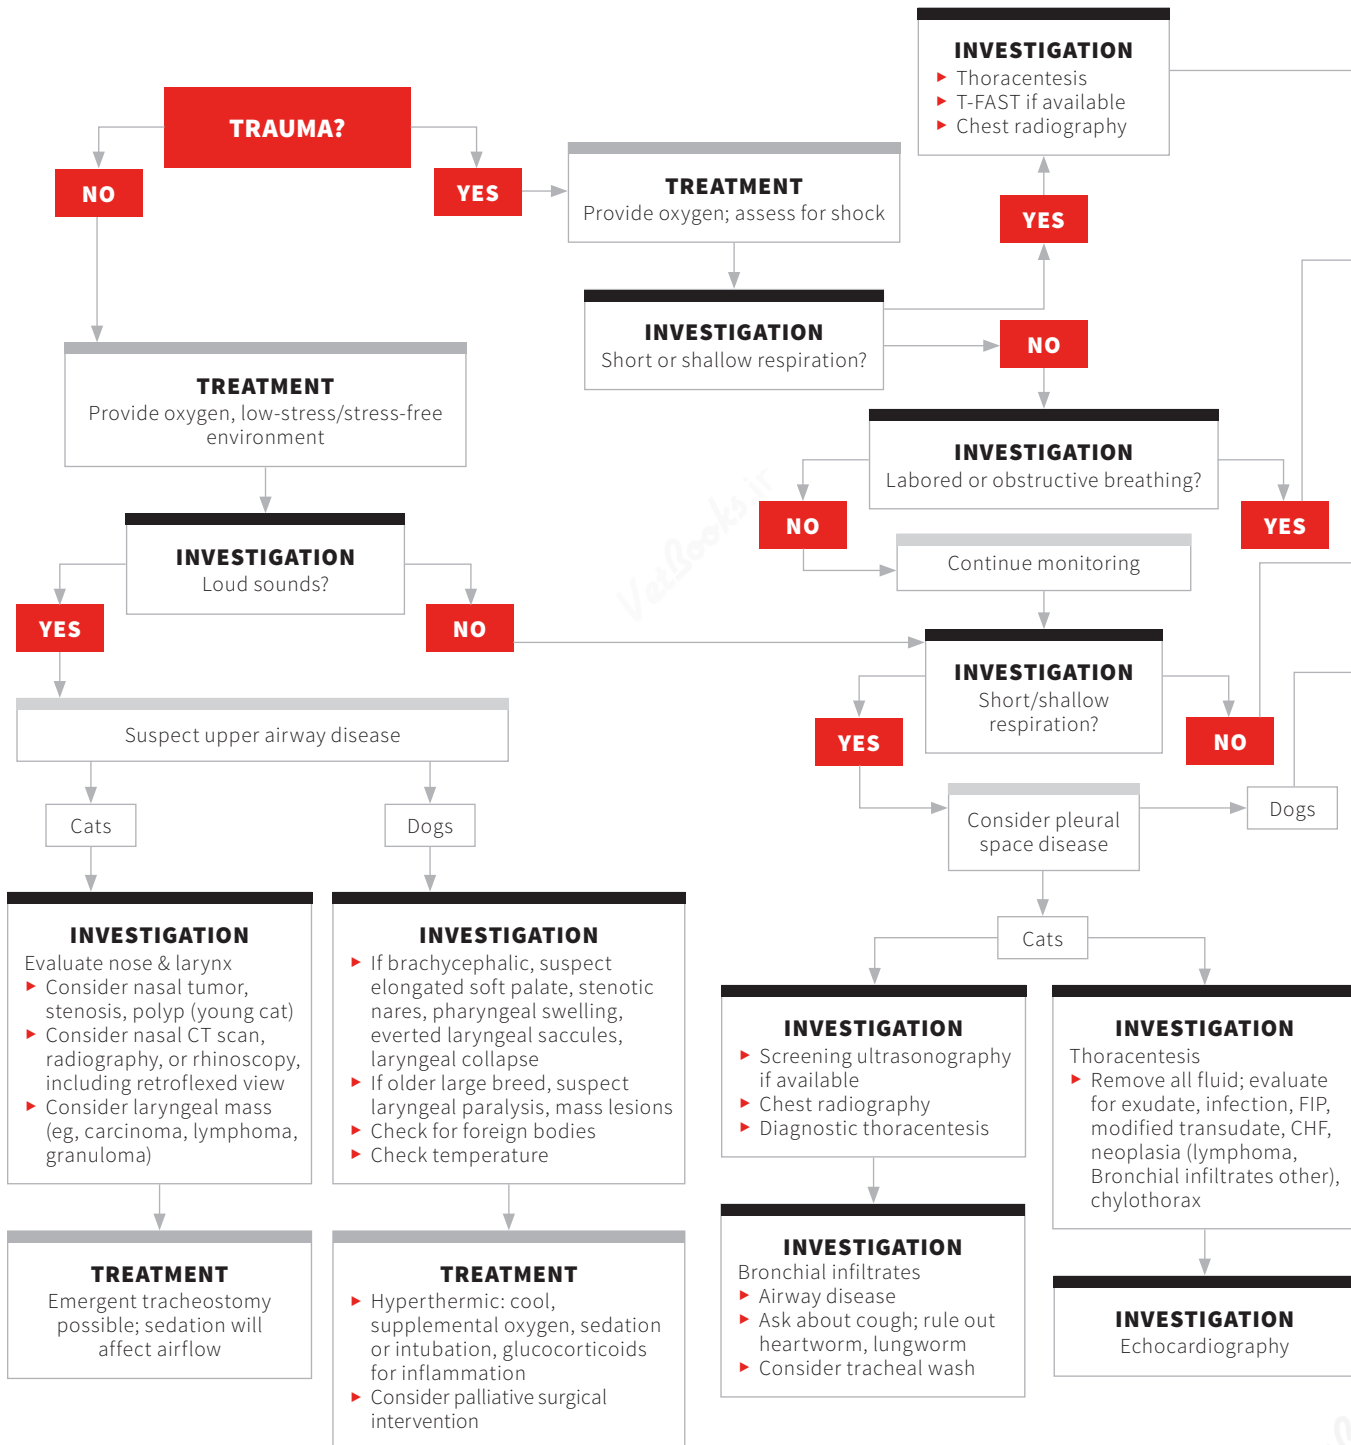 INVESTIGATION
► Thoracentesis
► T-FAST if available
► Chest radiography
TRAUMA?
NO
YES
TREATMENT
Provide oxygen; assess for shock
YES
INVESTIGATION
Short or shallow respiration?
NO
TREATMENT
Provide oxygen, low-stress/stress-free
environment
INVESTIGATION
Labored or obstructive breathing?
NO
YES
Continue monitoring
INVESTIGATION
Loud sounds?
YES
NO
INVESTIGATION
Short/shallow
respiration?
YES
NO
Suspect upper airway disease
Cats
Dogs
Consider pleural
space disease
Dogs
Cats
INVESTIGATION
Evaluate nose & larynx
► Consider nasal tumor,
stenosis, polyp (young cat)
► Consider nasal CT scan,
radiography, or rhinoscopy,
including retroflexed view
► Consider laryngeal mass
(eg, carcinoma, lymphoma,
granuloma)
INVESTIGATION
► If brachycephalic, suspect
elongated soft palate, stenotic
nares, pharyngeal swelling,
everted laryngeal saccules,
laryngeal collapse
► If older large breed, suspect
laryngeal paralysis, mass lesions
► Check for foreign bodies
► Check temperature
INVESTIGATION
► Screening ultrasonography
if available
► Chest radiography
► Diagnostic thoracentesis
INVESTIGATION
Thoracentesis
► Remove all fluid; evaluate
for exudate, infection, FIP,
modified transudate, CHF,
neoplasia (lymphoma,
Bronchial infiltrates other),
chylothorax
TREATMENT
Emergent tracheostomy
possible; sedation will
affect airflow
TREATMENT
► Hyperthermic: cool,
supplemental oxygen, sedation
or intubation, glucocorticoids
for inflammation
► Consider palliative surgical
intervention
INVESTIGATION
Bronchial infiltrates
► Airway disease
► Ask about cough; rule out
heartworm, lungworm
► Consider tracheal wash
INVESTIGATION
Echocardiography
VetBooks.ir